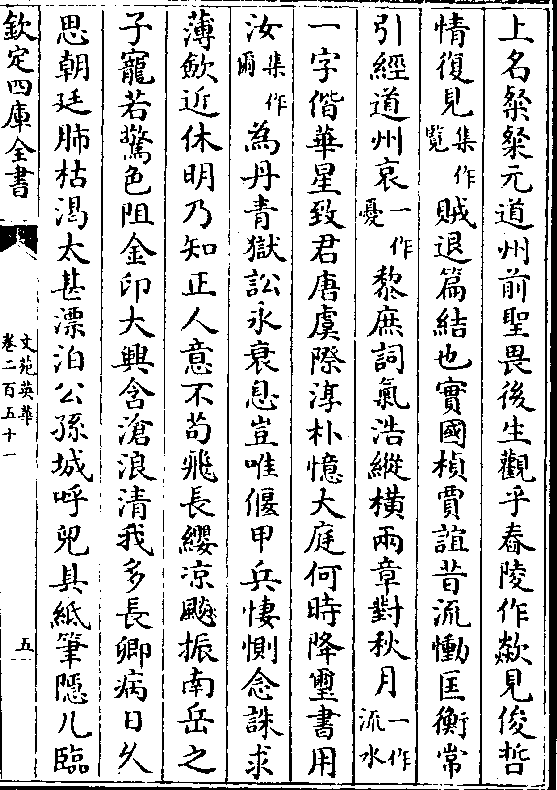 上名粲粲元道州前聖畏後生觀乎舂陵作欻見俊哲
情復見集作覽賊退篇結也實國楨賈誼昔流慟匡衡常
引經道州哀一作憂黎庶詞氣浩縱橫兩章對秋月一作流水
一字偕華星致君唐虞際淳朴憶大庭何時降璽書用
汝集作爾為丹青獄訟永衰息豈唯偃甲兵悽惻念誅求
薄斂近休明乃知正人意不苟飛長纓凉飈振南岳之
子寵若驚色阻金印大興含滄浪清我多長卿病日久
思朝廷肺枯渴太甚漂泊公孫城呼兒具紙筆隱几臨
欽定四庫全書
文苑英華
卷二百五十一
五